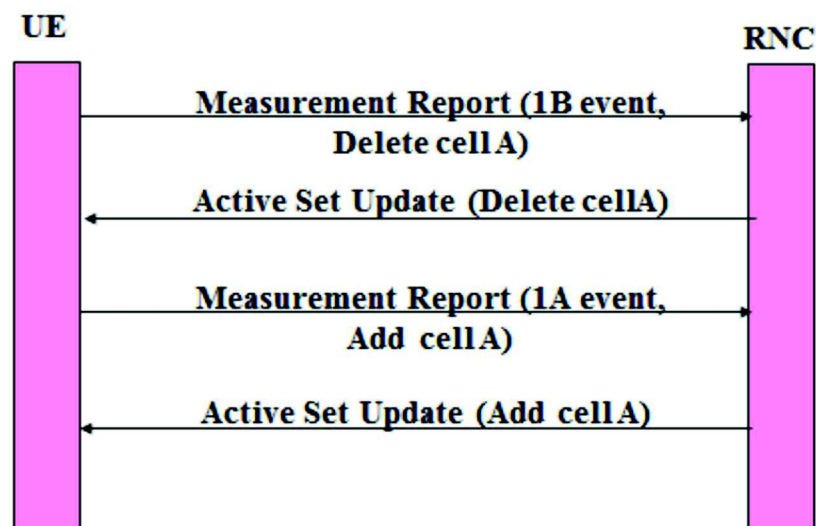 UE
RNC
Measurement Report (1B event,
Delete cell A)
Active Set Update (Delete cellA)
Measurement Report (1A event,
Add cell A)
Active Set Update (Add cell A)